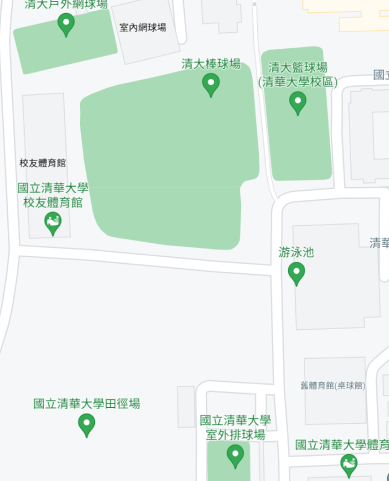 清大戶外網球場
室內網球場
清大棒球場
清大籃球場
(清華大學校區)
國立
校友體育館
國立清華大學
校友體育館
清華
游泳池
舊體育館(桌球館)
國立清華大學田徑場
國立清華大學
室外排球場
國立清華大學體育